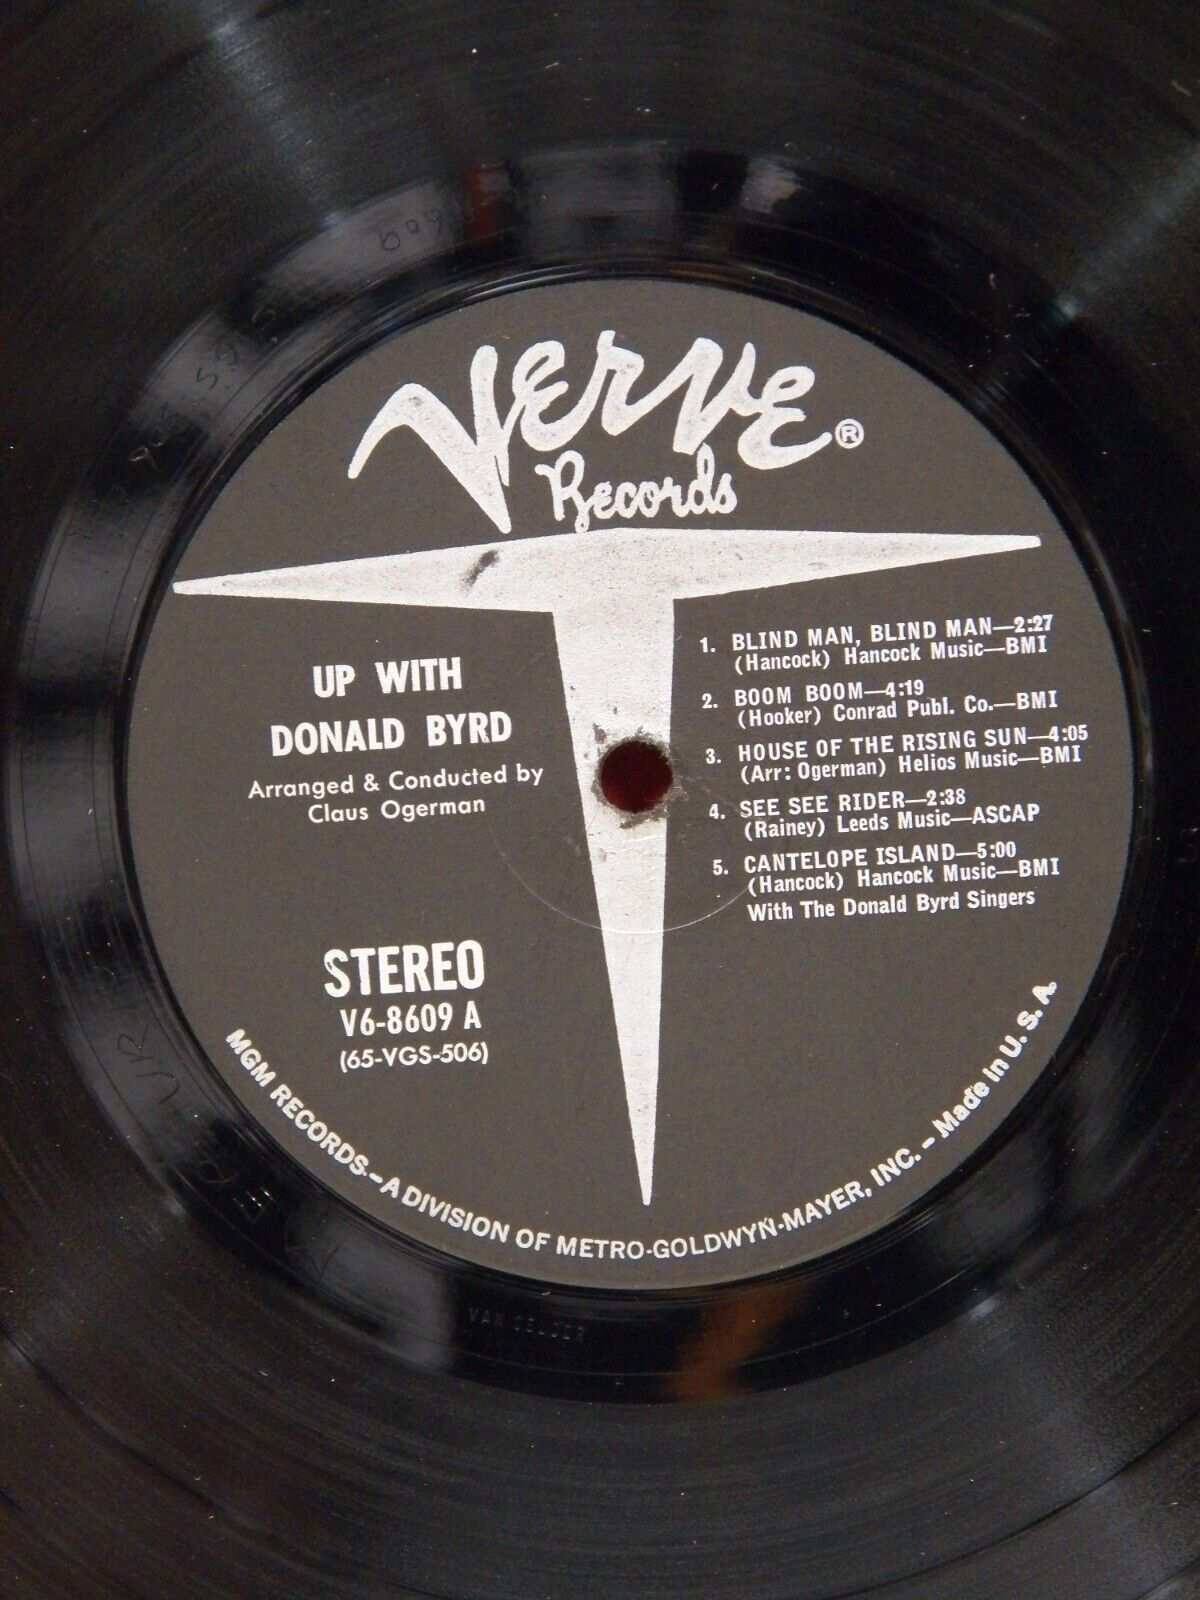 Verve®
Records
UP WITH
DONALD BYRD
Arranged & Conducted by
Claus Ogerman
STEREO
V6-8609 A
(65-VGS-506)
1. BLIND MAN, BLIND MAN—2:27
(Hancock) Hancock Music—BMI
2. BOOM BOOM—4:19
(Hooker) Conrad Publ. Co.—BMI
3. HOUSE OF THE RISING SUN—4:05
(Arr: Ogerman) Helios Music—BMI
4. SEE SEE RIDER—2:38
(Rainey) Leeds Music—ASCAP
5. CANTELOPE ISLAND—5:00
(Hancock) Hancock Music—BMI
With The Donald Byrd Singers
MGM RECORDS—A DIVISION OF METRO-GOLDWYN-MAYER, INC. – Made in U. S. A.
VAN GELDER